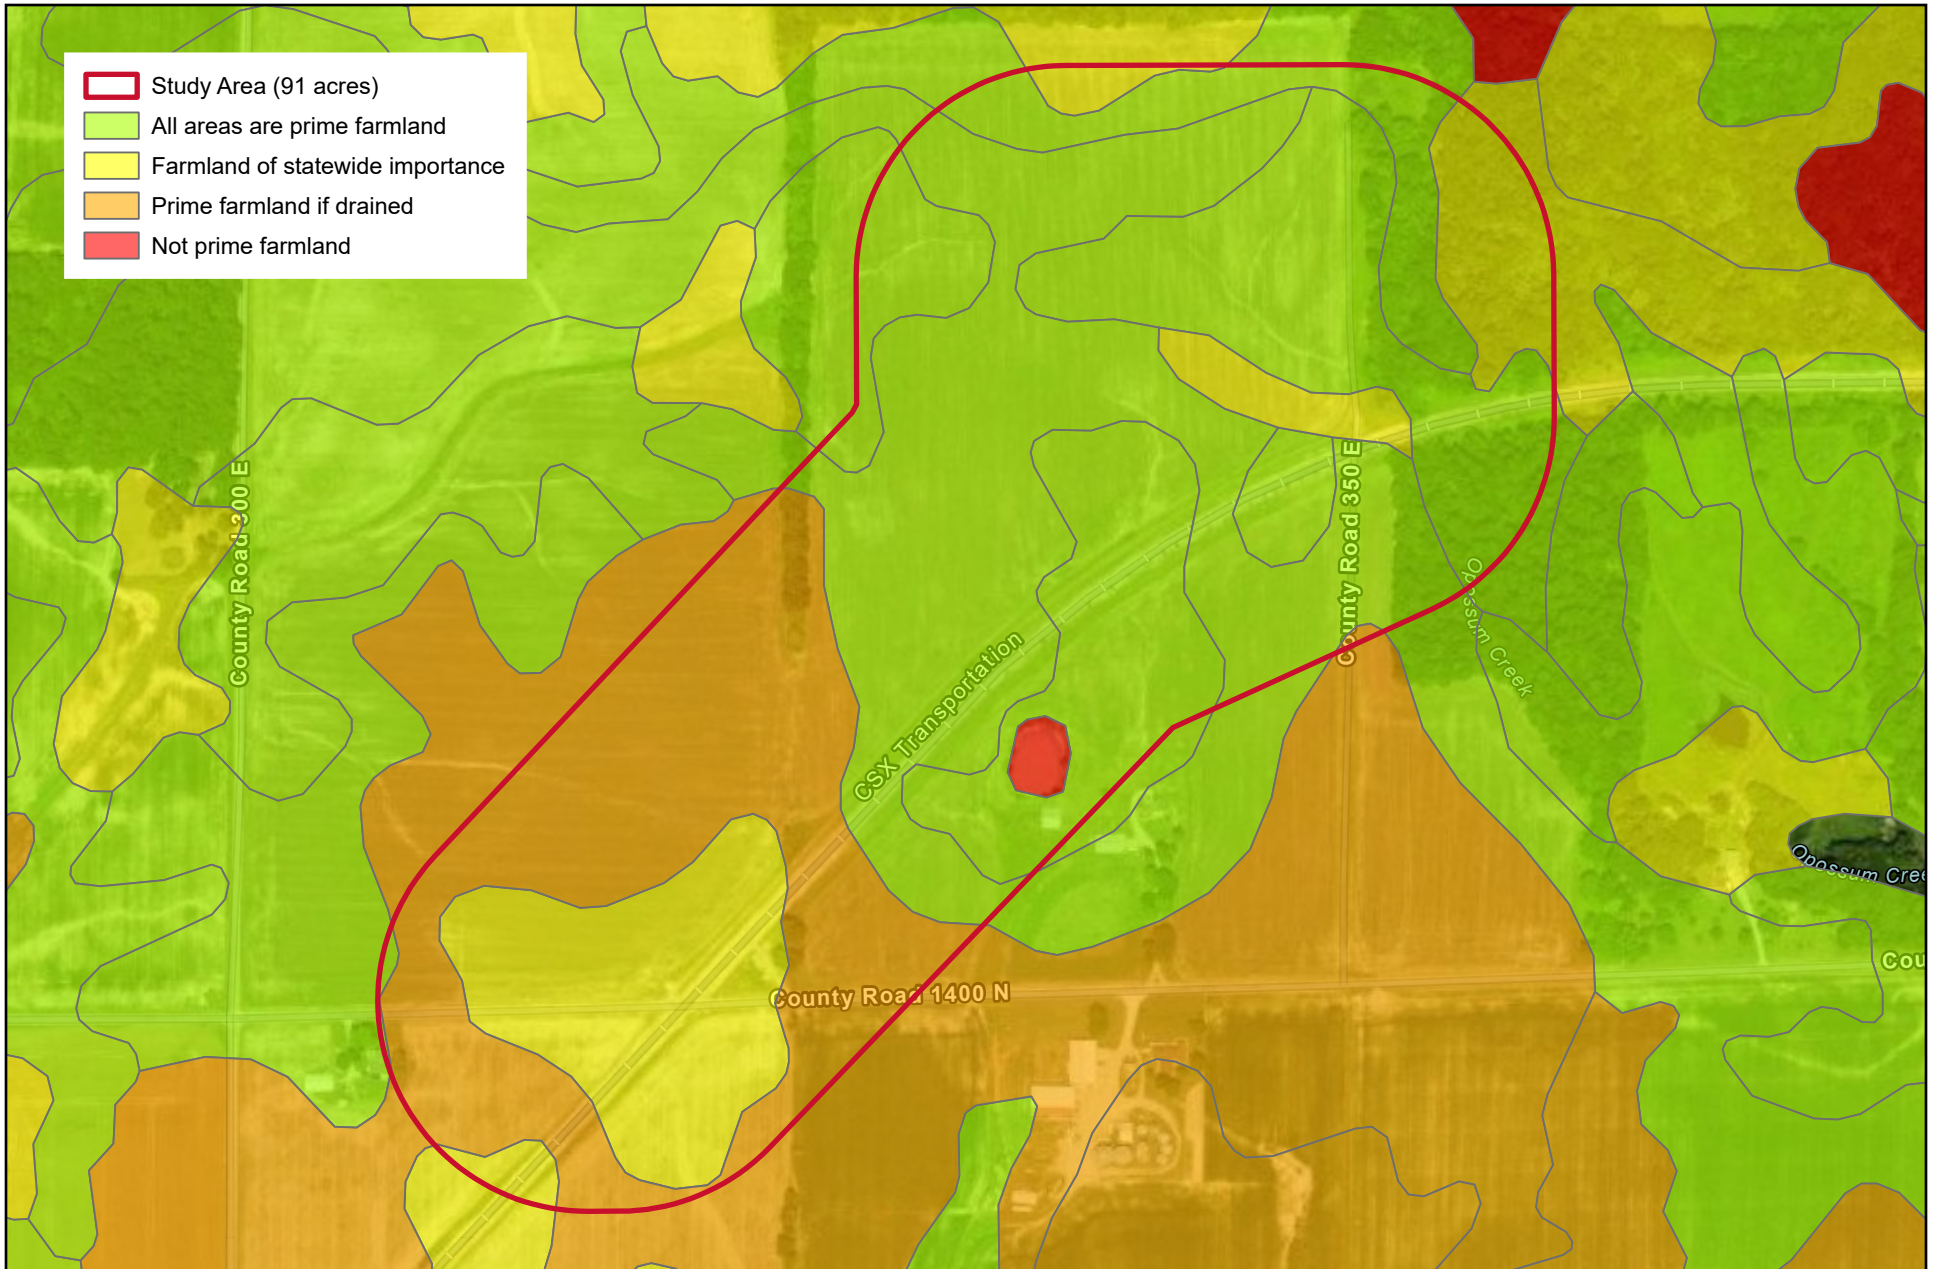 Study Area (91 acres)
All areas are prime farmland
Farmland of statewide importance
Prime farmland if drained
Not prime farmland
County Road 300 E
County Road 350 E
Opossum Creek
CSX Transportation
Opossum Cree
Cou
County Road 1400 N